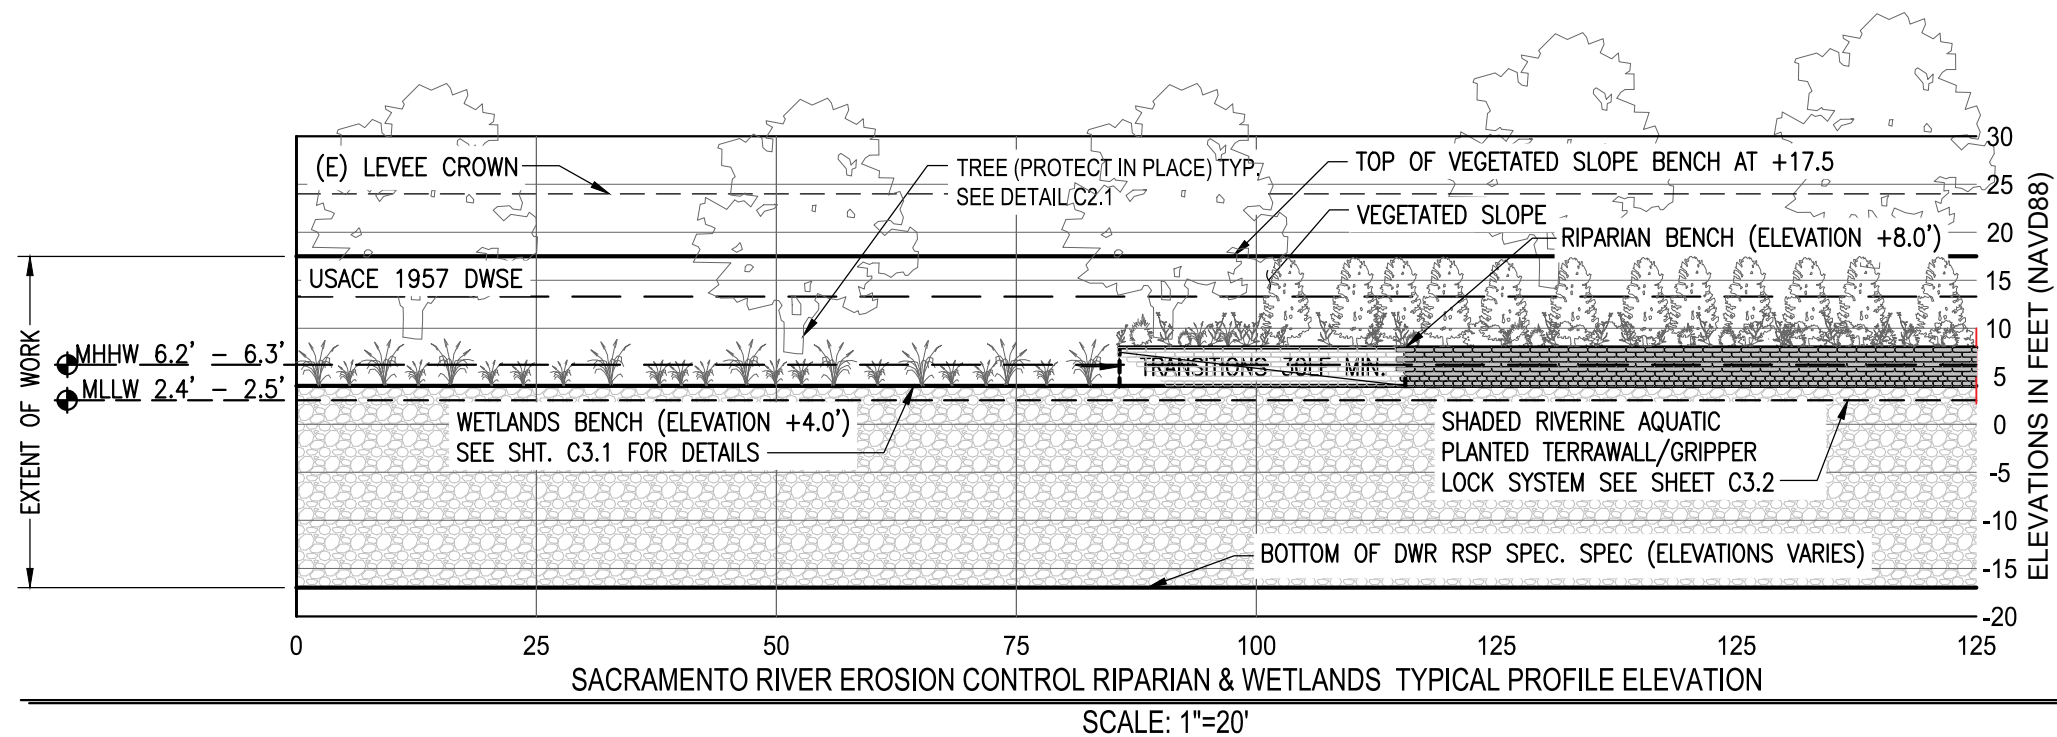 (E) LEVEE CROWN
TREE (PROTECT IN PLACE) TYP.
SEE DETAIL C2.1
TOP OF VEGETATED SLOPE BENCH AT +17.5
VEGETATED SLOPE
RIPARIAN BENCH (ELEVATION +8.0')
USACE 1957 DWSE
EXTENT OF WORK
MHHW 6.2' - 6.3'
MLLW 2.4' - 2.5'
TRANSITIONS 30LF MIN.
WETLANDS BENCH (ELEVATION +4.0')
SEE SHT. C3.1 FOR DETAILS
SHADED RIVERINE AQUATIC
PLANTED TERRAWALL/GRIPPER
LOCK SYSTEM SEE SHEET C3.2
BOTTOM OF DWR RSP SPEC. SPEC (ELEVATIONS VARIES)
30
25
20
15
10
5
0
-5
-10
-15
-20
ELEVATIONS IN FEET (NAVD88)
0 25 50 75 100 125 125 125
SACRAMENTO RIVER EROSION CONTROL RIPARIAN & WETLANDS TYPICAL PROFILE ELEVATION
SCALE: 1"=20'